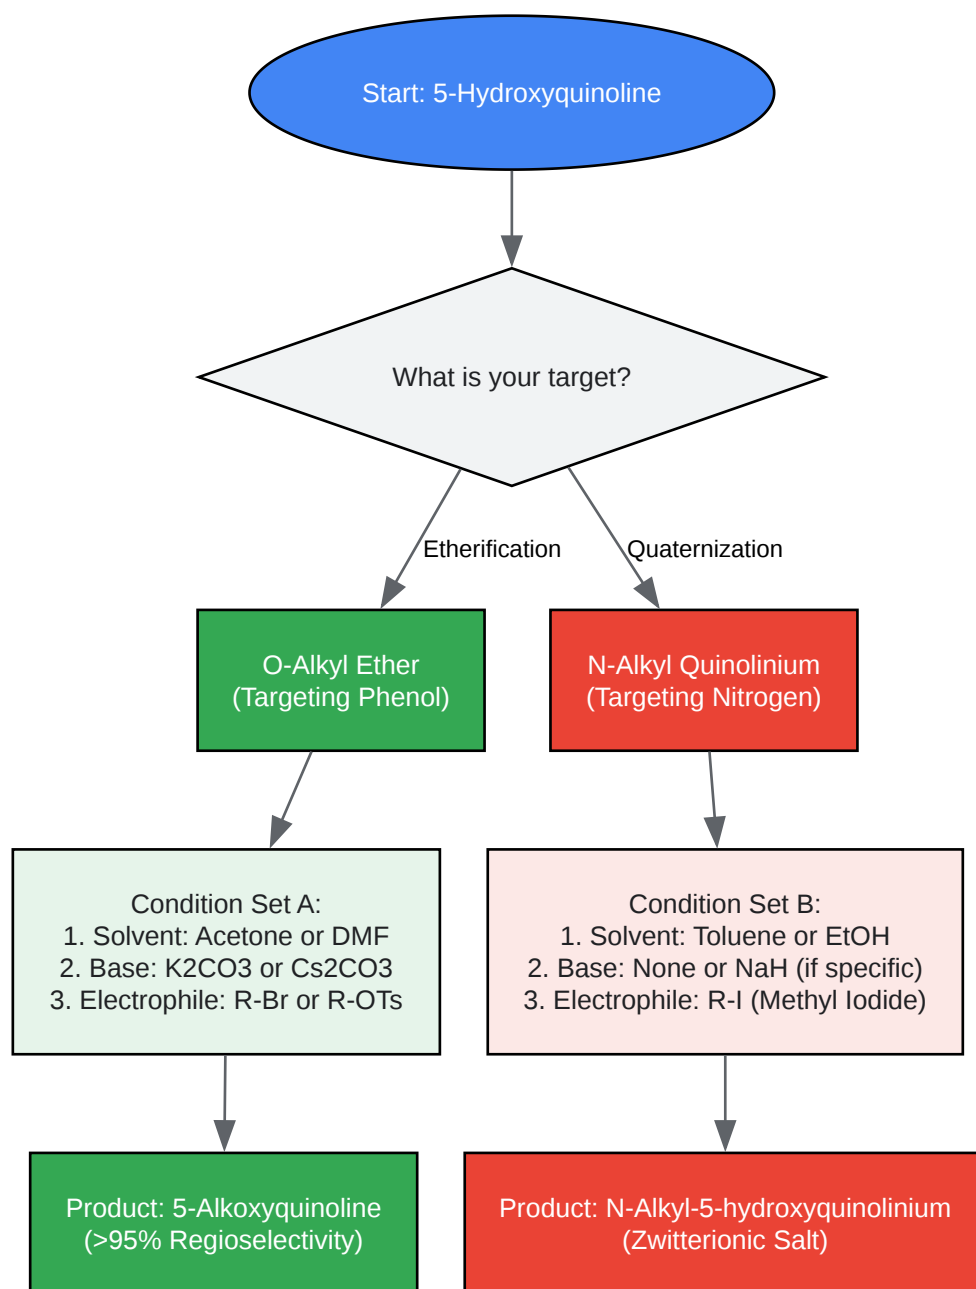 Start: 5-Hydroxyquinoline
What is your target?
Etherification
Quaternization
O-Alkyl Ether
(Targeting Phenol)
N-Alkyl Quinolinium
(Targeting Nitrogen)
Condition Set A:
1. Solvent: Acetone or DMF
2. Base: K2CO3 or Cs2CO3
3. Electrophile: R-Br or R-OTs
Condition Set B:
1. Solvent: Toluene or EtOH
2. Base: None or NaH (if specific)
3. Electrophile: R-I (Methyl Iodide)
Product: 5-Alkoxyquinoline
(>95% Regioselectivity)
Product: N-Alkyl-5-hydroxyquinolinium
(Zwitterionic Salt)